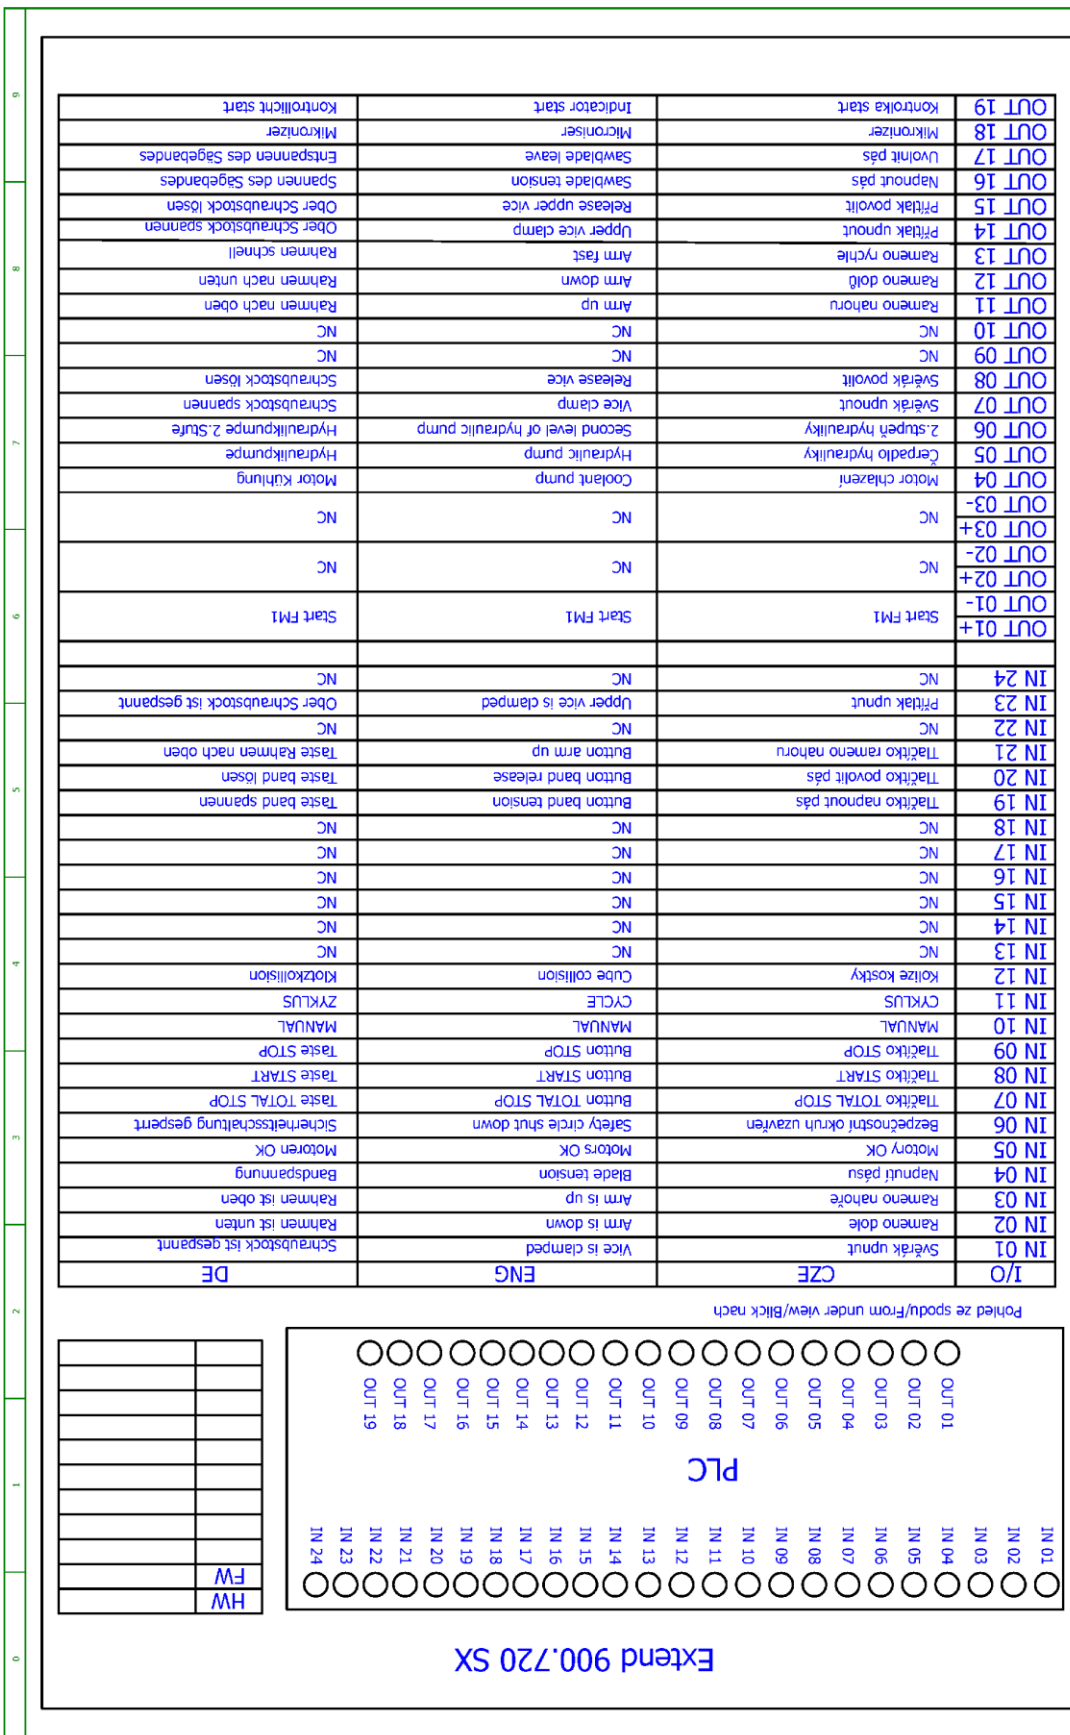 Extend 900.720 SX
HW
FW
IN 01 IN 02 IN 03 IN 04 IN 05 IN 06 IN 07 IN 08 IN 09 IN 10 IN 11 IN 12 IN 13 IN 14 IN 15 IN 16 IN 17 IN 18 IN 19 IN 20 IN 21 IN 22 IN 23 IN 24
PLC
OUT 01 OUT 02 OUT 03 OUT 04 OUT 05 OUT 06 OUT 07 OUT 08 OUT 09 OUT 10 OUT 11 OUT 12 OUT 13 OUT 14 OUT 15 OUT 16 OUT 17 OUT 18 OUT 19
Pohled ze spodu/From under view/Blick nach
I/O CZE ENG DE
IN 01 Svěrák upnut Vice is clamped Schraubstock ist gespannt
IN 02 Rameno dole Arm is down Rahmen ist unten
IN 03 Rameno nahoře Arm is up Rahmen ist oben
IN 04 Napnutí pásu Blade tension Bandspannung
IN 05 Motory OK Motors OK Motoren OK
IN 06 Bezpečnostní okruh uzavřen Safety circle shut down Sicherheitsschaltung gesperrt
IN 07 Tlačítko TOTAL STOP Button TOTAL STOP Taste TOTAL STOP
IN 08 Tlačítko START Button START Taste START
IN 09 Tlačítko STOP Button STOP Taste STOP
IN 10 MANUAL MANUAL MANUAL
IN 11 CYKLUS CYCLE ZYKLUS
IN 12 Kolize kostky Cube collision Klotzkollision
IN 13 NC NC NC
IN 14 NC NC NC
IN 15 NC NC NC
IN 16 NC NC NC
IN 17 NC NC NC
IN 18 NC NC NC
IN 19 Tlačítko napnout pás Button band tension Taste band spannen
IN 20 Tlačítko povolit pás Button band release Taste band lösen
IN 21 Tlačítko rameno nahoru Button arm up Taste Rahmen nach oben
IN 22 NC NC NC
IN 23 Přítlak upnut Upper vice is clamped Ober Schraubstock ist gespannt
IN 24 NC NC NC
OUT 01+ Start FM1 Start FM1 Start FM1
OUT 01-
OUT 02+ NC NC NC
OUT 02-
OUT 03+ NC NC NC
OUT 03-
OUT 04 Motor chlazení Coolant pump Motor Kühlung
OUT 05 Čerpadlo hydrauliky Hydraulic pump Hydraulikpumpe
OUT 06 2.stupeň hydrauliky Second level of hydraulic pump Hydraulikpumpe 2.Stufe
OUT 07 Svěrák upnout Vice clamp Schraubstock spannen
OUT 08 Svěrák povolit Release vice Schraubstock lösen
OUT 09 NC NC NC
OUT 10 NC NC NC
OUT 11 Rameno nahoru Arm up Rahmen nach oben
OUT 12 Rameno dolů Arm down Rahmen nach unten
OUT 13 Rameno rychle Arm fast Rahmen schnell
OUT 14 Přítlak upnout Upper vice clamp Ober Schraubstock spannen
OUT 15 Přítlak povolit Release upper vice Ober Schraubstock lösen
OUT 16 Napnout pás Sawblade tension Spannen des Sägebandes
OUT 17 Uvolnit pás Sawblade leave Entspannen des Sägebandes
OUT 18 Mikronizer Microniser Mikronizer
OUT 19 Kontrolka start Indicator start Kontrollicht start
0
1
2
3
4
5
6
7
8
9